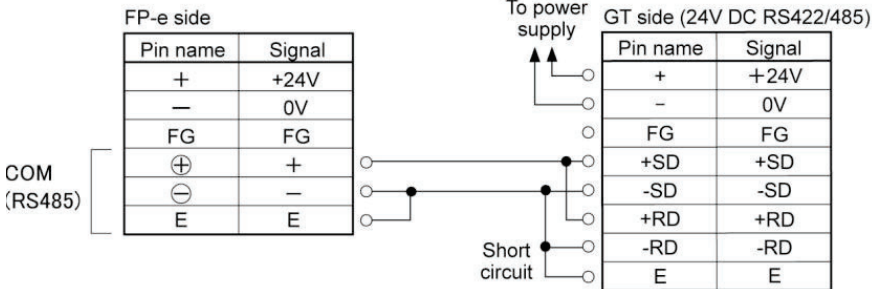 FP-e side
Pin name Signal
+ +24V
− 0V
FG FG
⊕ +
⊖ −
E E
COM
(RS485)
To power
supply
GT side (24V DC RS422/485)
Pin name Signal
+ +24V
− 0V
FG FG
+SD +SD
-SD -SD
+RD +RD
-RD -RD
E E
Short
circuit